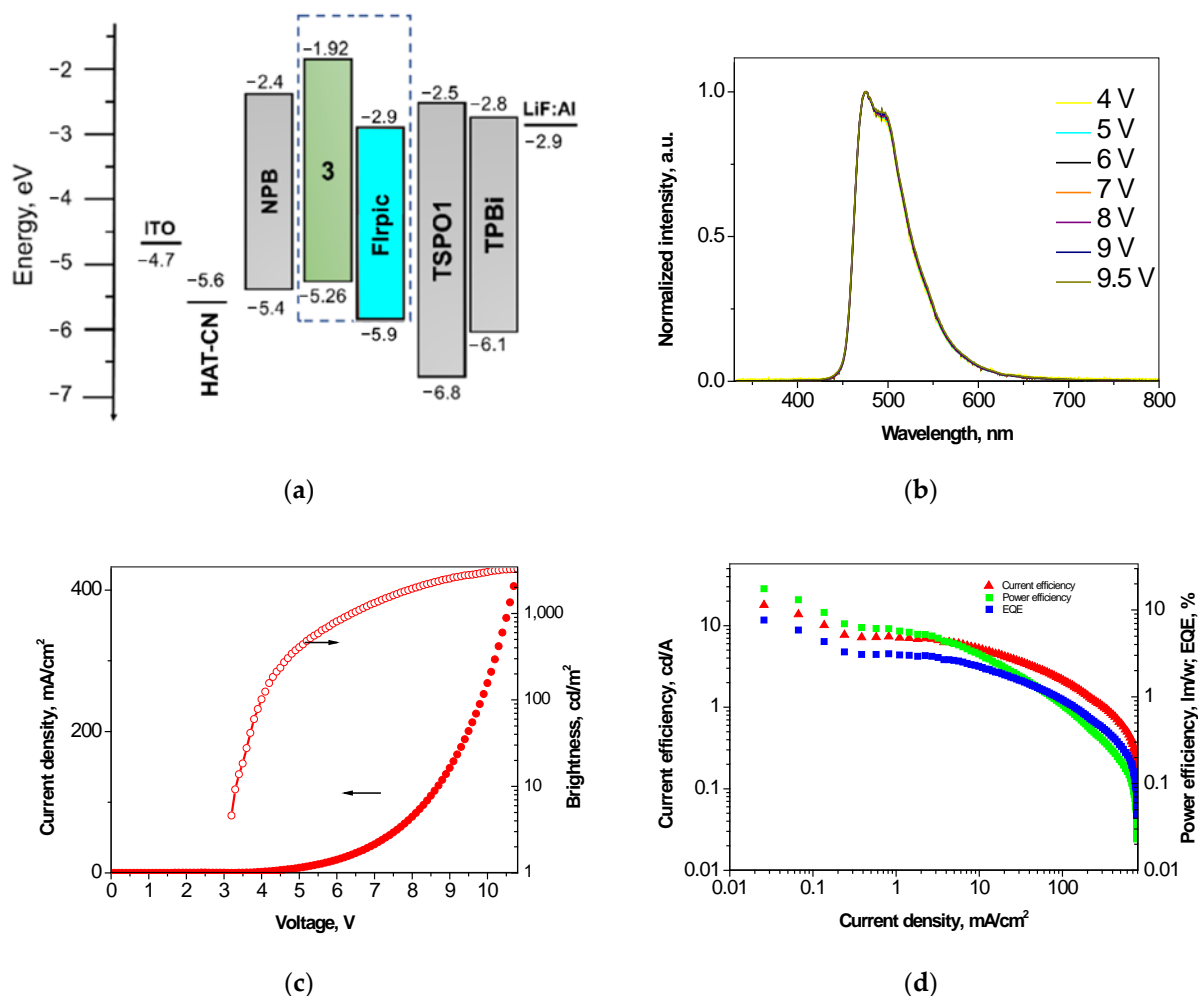 Energy, eV
−2
−3
−4
−5
−6
−7
ITO
−4.7
−5.6
HAT-CN
−2.4
NPB
−5.4
−1.92
3
−5.26
−2.9
FIrpic
−5.9
−2.5
TSPO1
−6.8
−2.8
TPBi
−6.1
LiF:Al
−2.9
(a)
Normalized intensity, a.u.
1.0
0.5
0.0
400 500 600 700 800
Wavelength, nm
4 V
5 V
6 V
7 V
8 V
9 V
9.5 V
(b)
Current density, mA/cm²
400
200
0
0 1 2 3 4 5 6 7 8 9 10
Voltage, V
Brightness, cd/m²
1,000
100
10
1
(c)
Current efficiency, cd/A
10
1
0.1
0.01
0.01 0.1 1 10 100
Current density, mA/cm²
Current efficiency
Power efficiency
EQE
Power efficiency, lm/w; EQE, %
10
1
0.1
0.01
(d)